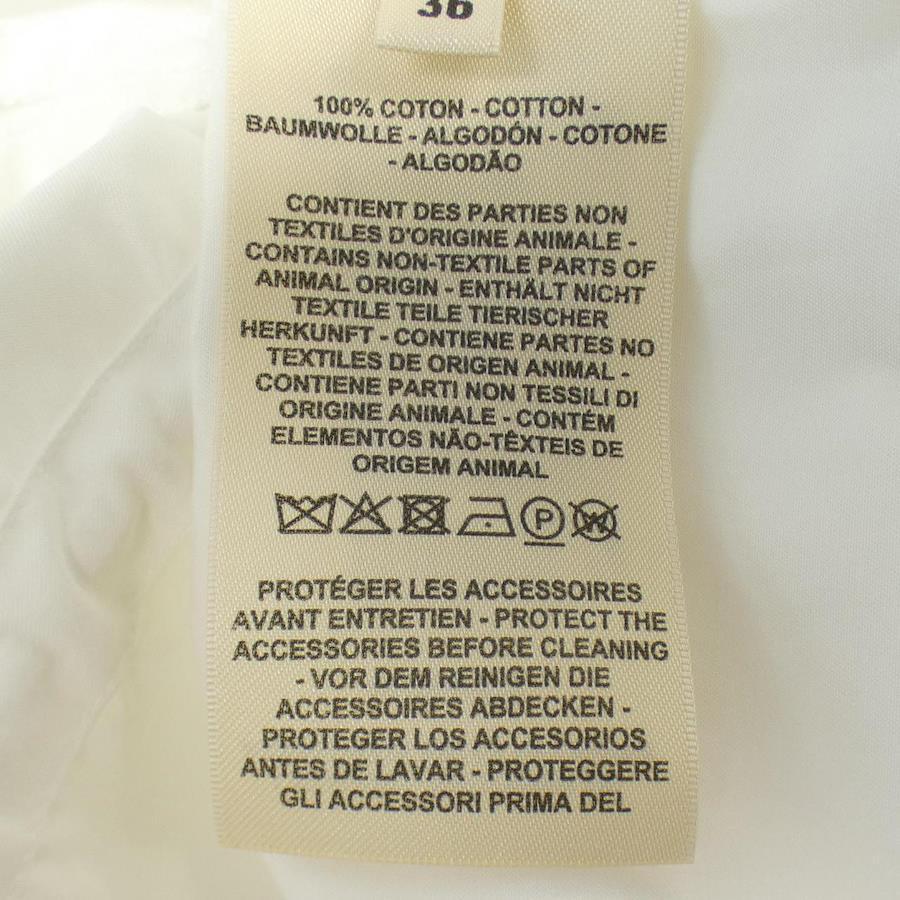 36
100% COTON - COTTON -
BAUMWOLLE - ALGODÓN - COTONE
- ALGODÃO
CONTIENT DES PARTIES NON
TEXTILES D'ORIGINE ANIMALE -
CONTAINS NON-TEXTILE PARTS OF
ANIMAL ORIGIN - ENTHÄLT NICHT
TEXTILE TEILE TIERISCHER
HERKUNFT - CONTIENE PARTES NO
TEXTILES DE ORIGEN ANIMAL -
CONTIENE PARTI NON TESSILI DI
ORIGINE ANIMALE - CONTÉM
ELEMENTOS NÃO-TÊXTEIS DE
ORIGEM ANIMAL
P
W
PROTÉGER LES ACCESSOIRES
AVANT ENTRETIEN - PROTECT THE
ACCESSORIES BEFORE CLEANING
- VOR DEM REINIGEN DIE
ACCESSOIRES ABDECKEN -
PROTEGER LOS ACCESORIOS
ANTES DE LAVAR - PROTEGGERE
GLI ACCESSORI PRIMA DEL